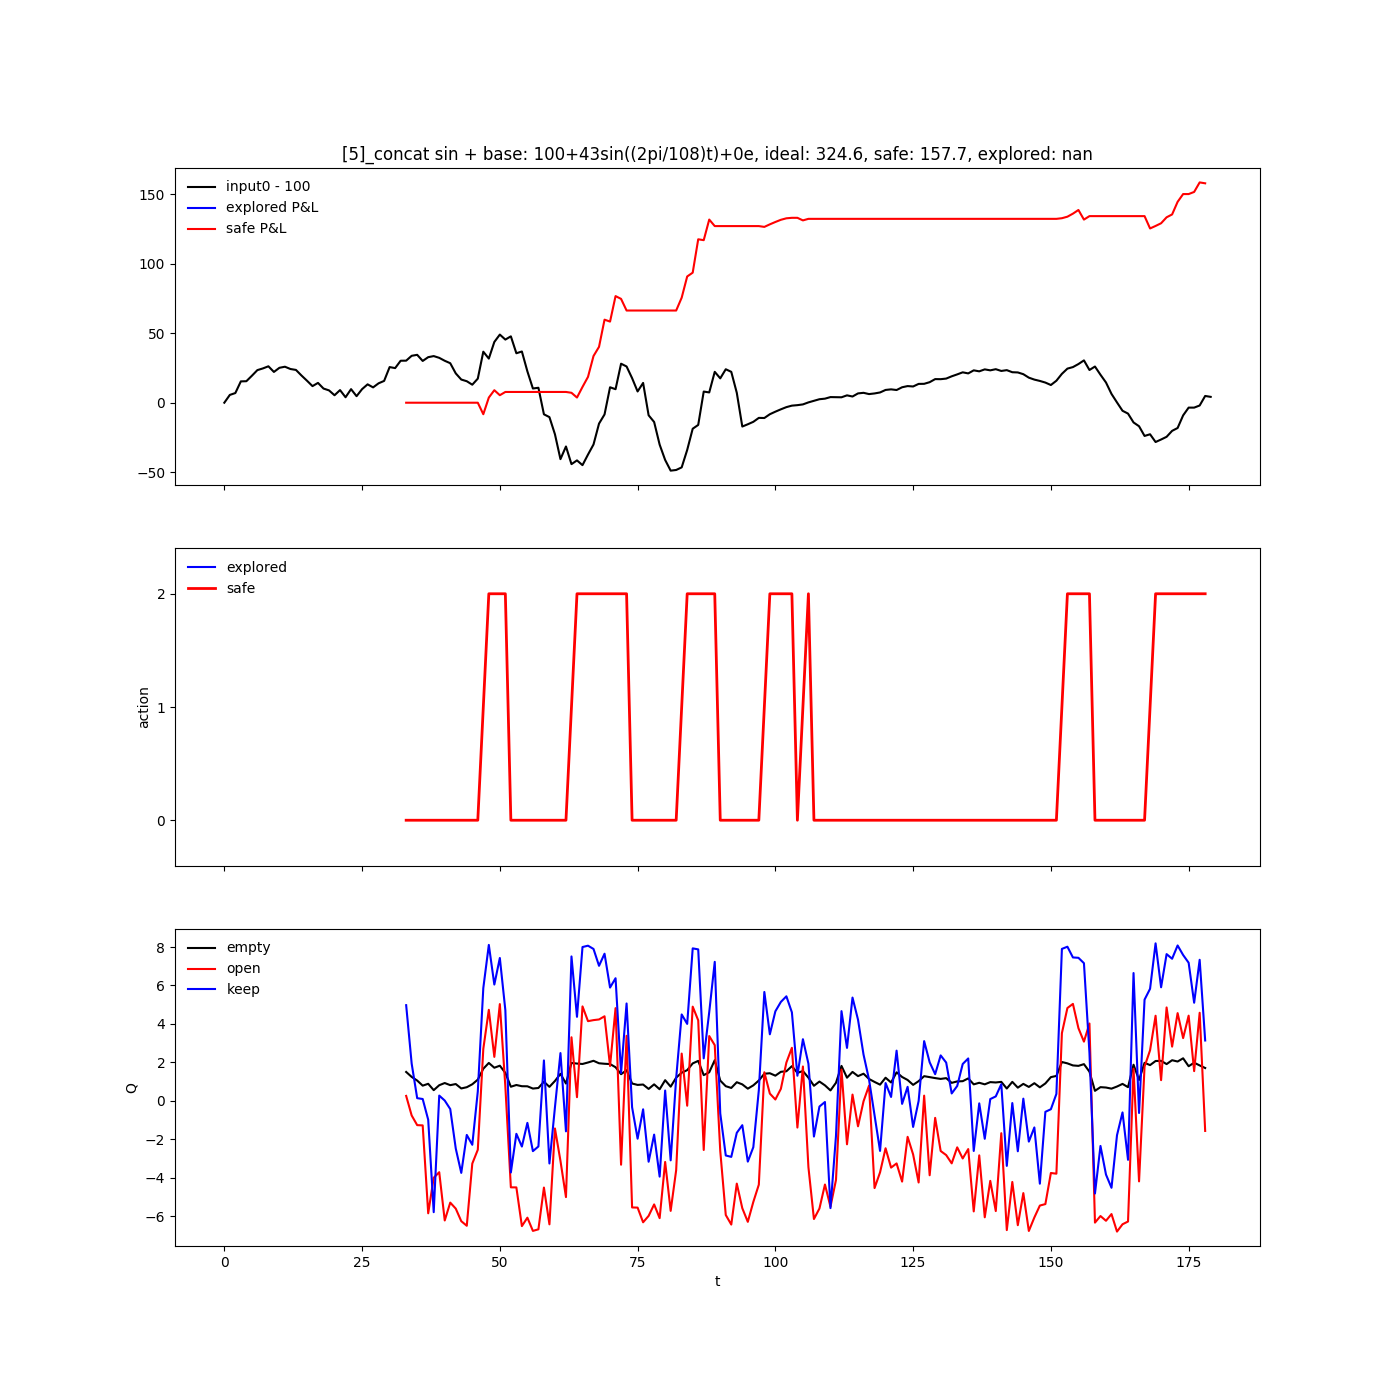 [5]_concat sin + base: 100+43sin((2pi/108)t)+0e, ideal: 324.6, safe: 157.7, explored: nan
input0 - 100
explored P&L
safe P&L
150
100
50
0
−50
explored
safe
2
1
0
action
empty
open
keep
8
6
4
2
0
−2
−4
−6
Q
0 25 50 75 100 125 150 175
t